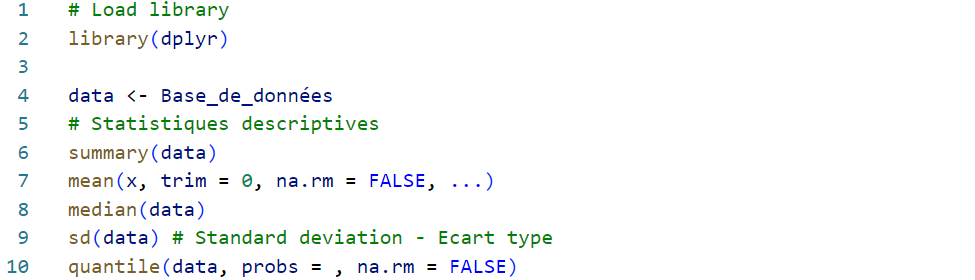 1 # Load library
2 library(dplyr)
3
4 data <- Base_de_données
5 # Statistiques descriptives
6 summary(data)
7 mean(x, trim = 0, na.rm = FALSE, ...)
8 median(data)
9 sd(data) # Standard deviation - Ecart type
10 quantile(data, probs = , na.rm = FALSE)